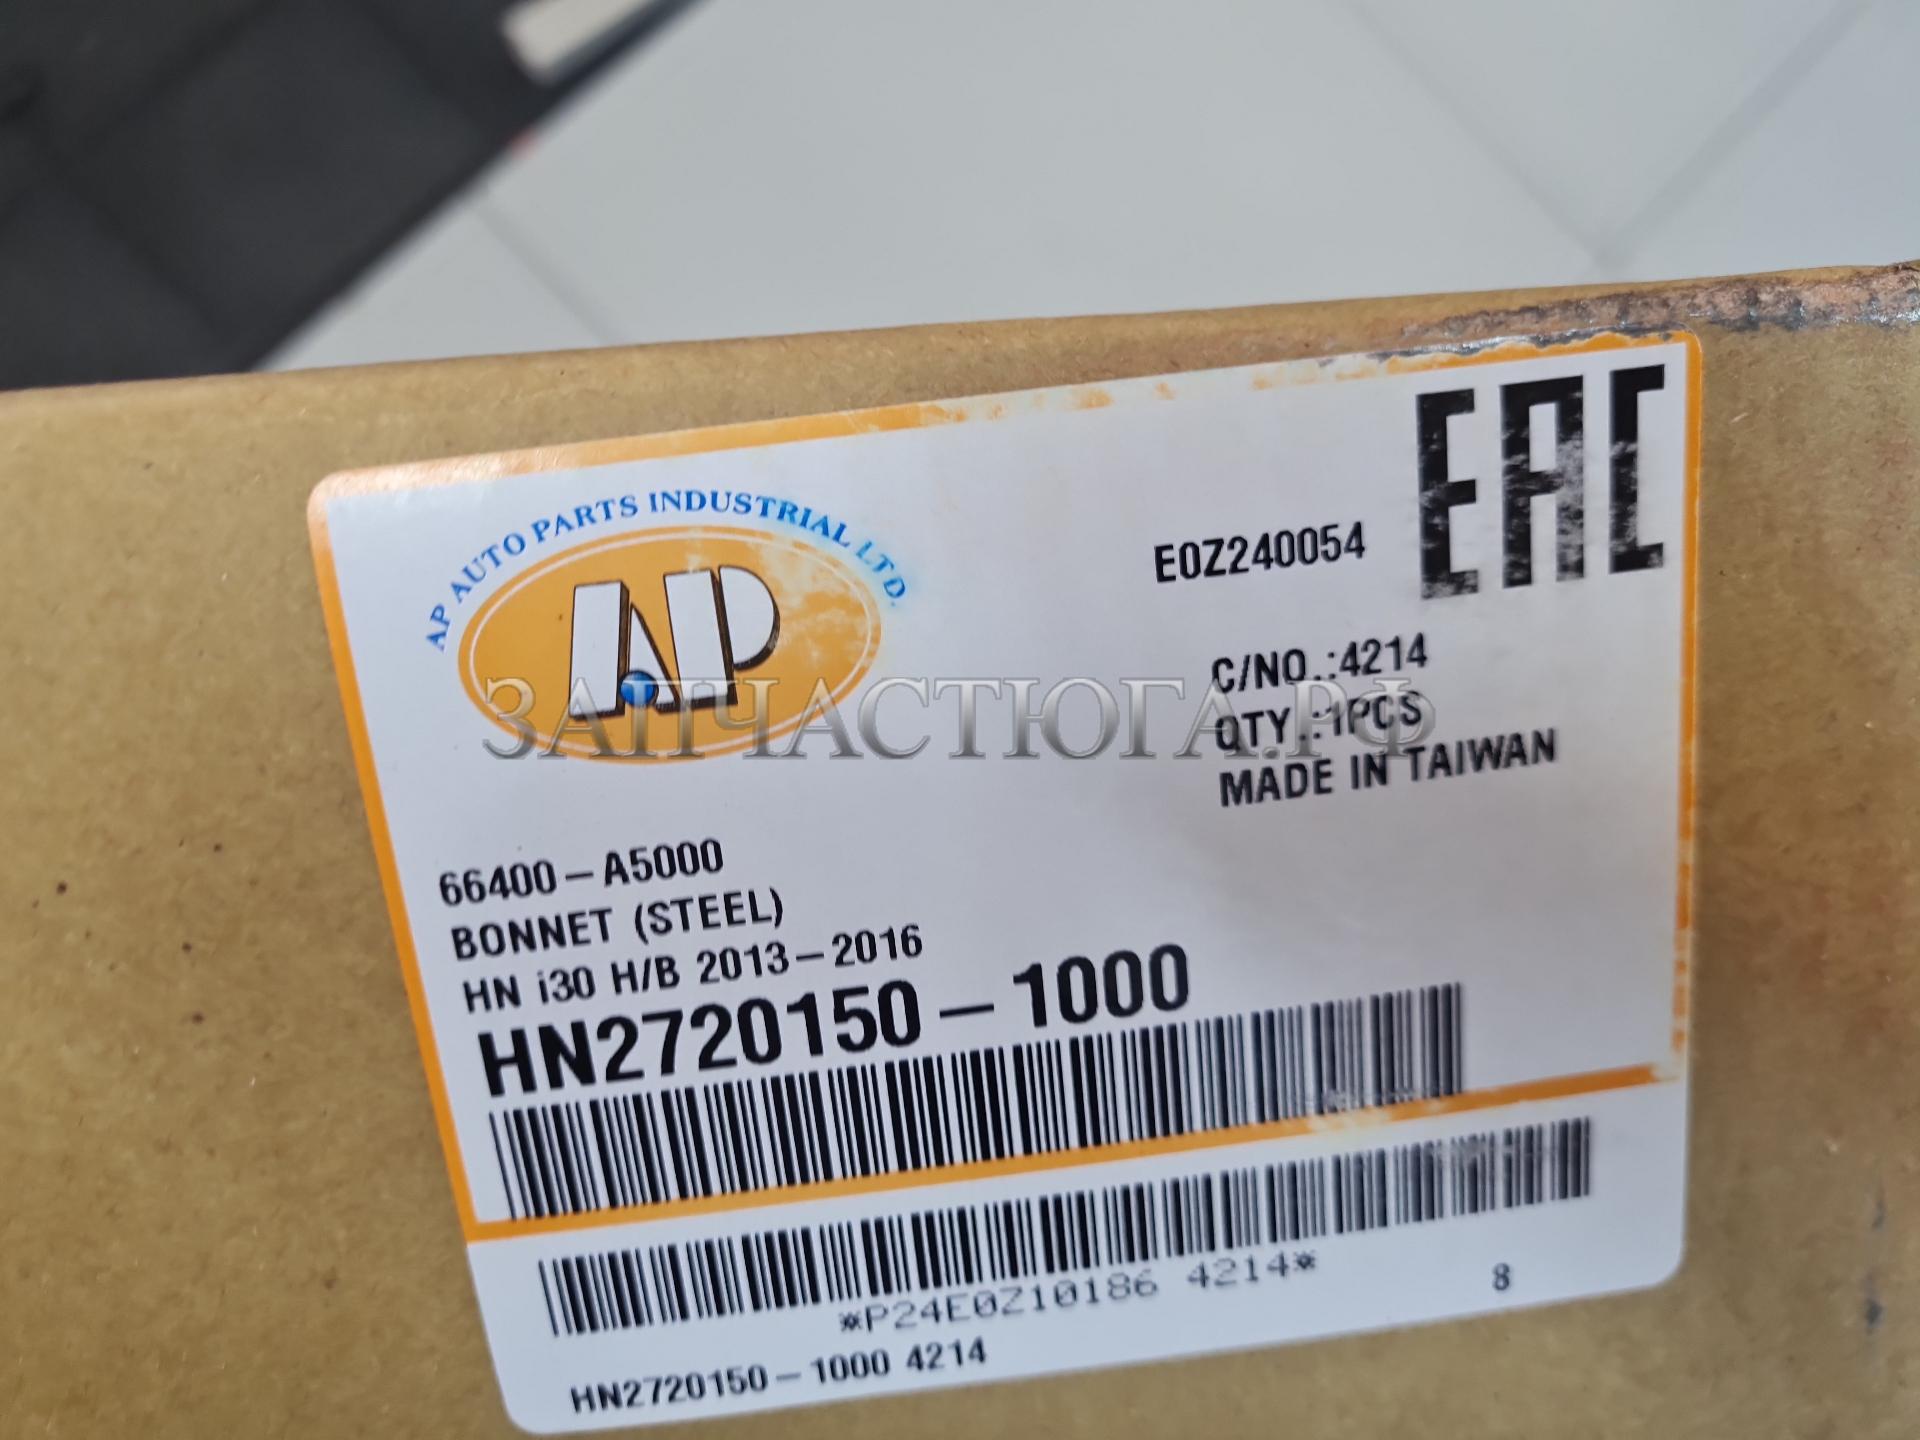 AP AUTO PARTS INDUSTRIAL LTD.
AP
EAC
E0Z240054
C/NO.:4214
QTY.:1PCS
MADE IN TAIWAN
ЗАПЧАСТЮГА.РФ
66400-A5000
BONNET (STEEL)
HN i30 H/B 2013-2016
HN2720150-1000
*P24E0Z10186 4214*
8
HN2720150-1000 4214